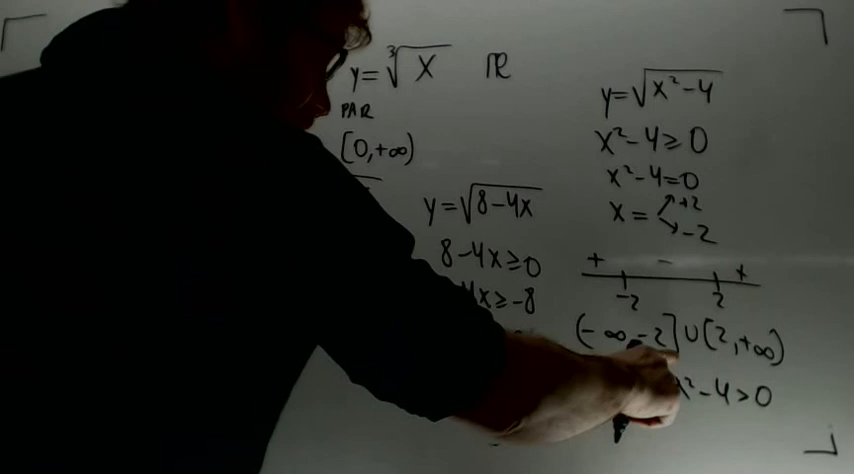 y=∛X ℝ
PAR
[0,+∞)
y=√8-4x
8-4x≥0
4x≥-8
y=√x²-4
x²-4≥0
x²-4=0
x= +2
-2
+ - +
-2 2
(-∞,-2]∪[2,+∞)
x²-4>0